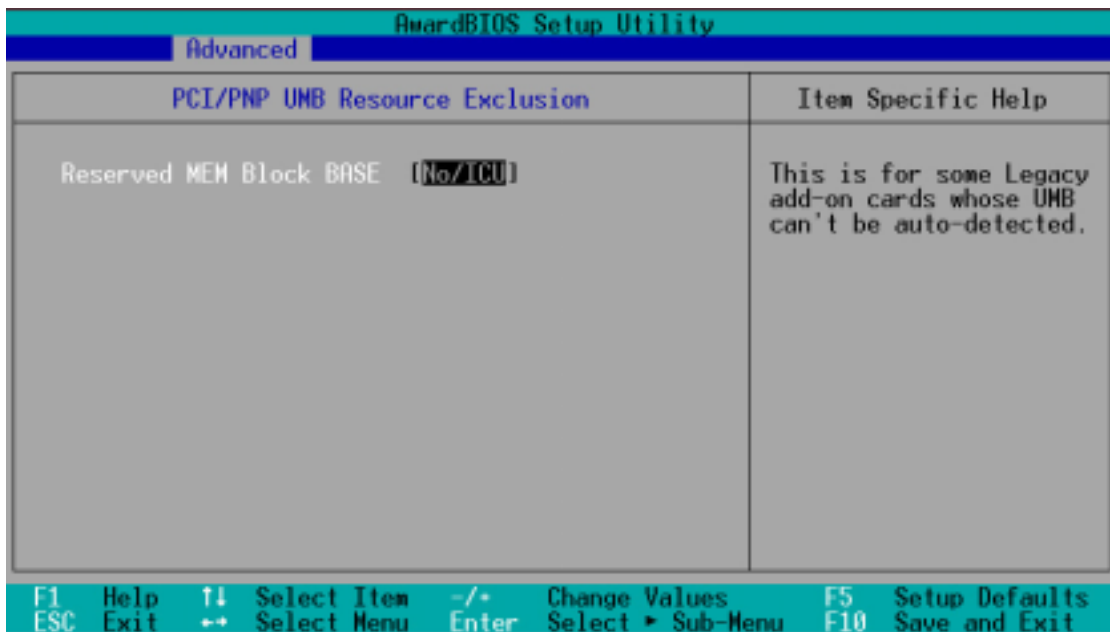 AwardBIOS Setup Utility
Advanced
PCI/PNP UMB Resource Exclusion
Item Specific Help
Reserved MEM Block BASE [No/ICU]
This is for some Legacy
add-on cards whose UMB
can't be auto-detected.
F1 Help ↑↓ Select Item -/+ Change Values F5 Setup Defaults
ESC Exit ←→ Select Menu Enter Select ► Sub-Menu F10 Save and Exit